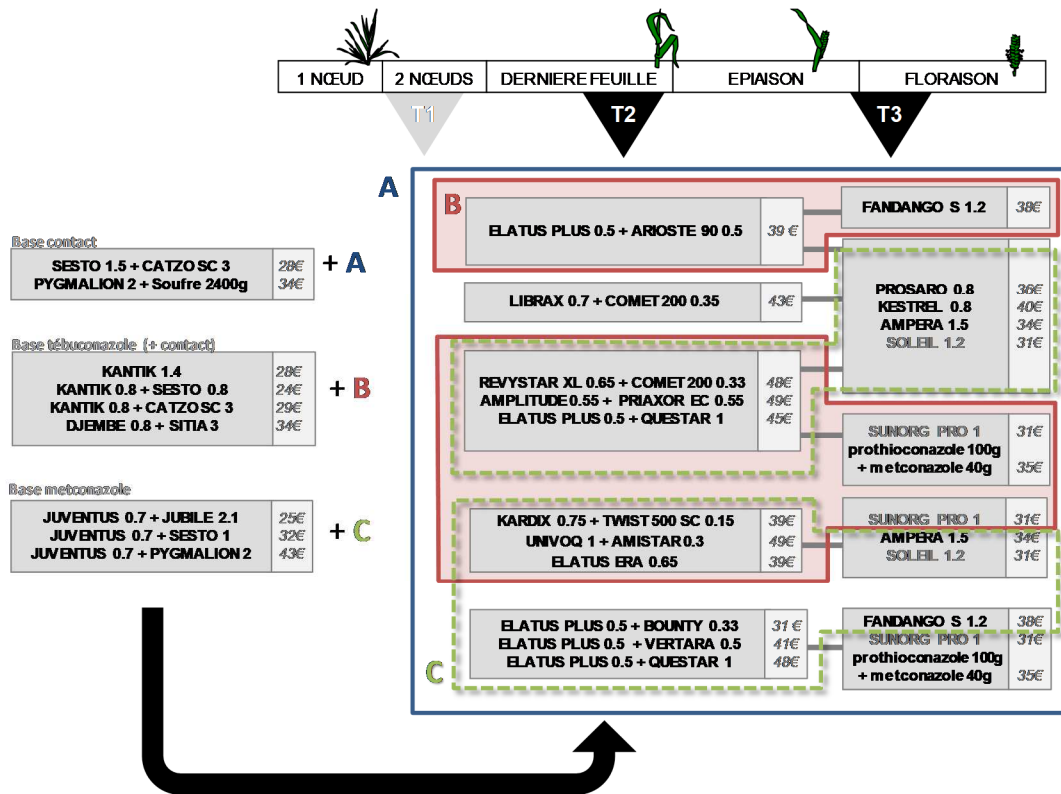 1 NŒUD
2 NŒUDS
DERNIERE FEUILLE
EPIAISON
FLORAISON
T1
T2
T3
A
B
ELATUS PLUS 0.5 + ARIOSTE 90 0.5 39 €
FANDANGO S 1.2 38€
Base contact
SESTO 1.5 + CATZO SC 3 28€
PYGMALION 2 + Soufre 2400g 34€
+ A
LIBRAX 0.7 + COMET 200 0.35 43€
PROSARO 0.8 36€
KESTREL 0.8 40€
AMPERA 1.5 34€
SOLEIL 1.2 31€
Base tébuconazole (+ contact)
KANTIK 1.4 28€
KANTIK 0.8 + SESTO 0.8 24€
KANTIK 0.8 + CATZO SC 3 29€
DJEMBE 0.8 + SITIA 3 34€
+ B
REVYSTAR XL 0.65 + COMET 200 0.33 48€
AMPLITUDE 0.55 + PRIAXOR EC 0.55 49€
ELATUS PLUS 0.5 + QUESTAR 1 45€
SUNORG PRO 1 31€
prothioconazole 100g
+ metconazole 40g 35€
Base metconazole
JUVENTUS 0.7 + JUBILE 2.1 25€
JUVENTUS 0.7 + SESTO 1 32€
JUVENTUS 0.7 + PYGMALION 2 43€
+ C
KARDIX 0.75 + TWIST 500 SC 0.15 39€
UNIVOQ 1 + AMISTAR 0.3 49€
ELATUS ERA 0.65 39€
SUNORG PRO 1 31€
AMPERA 1.5 34€
SOLEIL 1.2 31€
C
ELATUS PLUS 0.5 + BOUNTY 0.33 31 €
ELATUS PLUS 0.5 + VERTARA 0.5 41€
ELATUS PLUS 0.5 + QUESTAR 1 48€
FANDANGO S 1.2 38€
SUNORG PRO 1 31€
prothioconazole 100g
+ metconazole 40g 35€